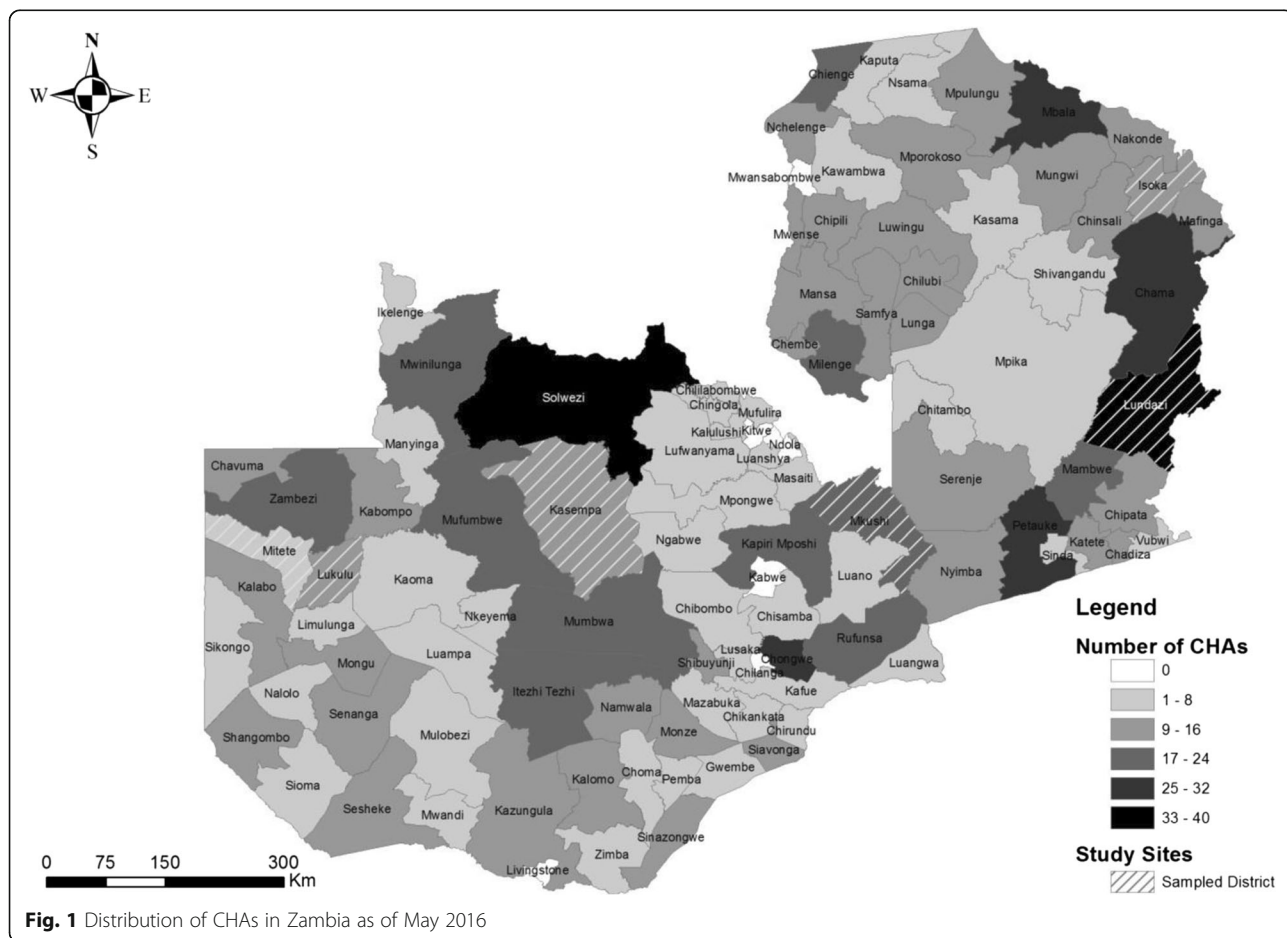 N
W E
S
Chienge
Kaputa
Nsama
Mpulungu
Mbala
Nchelenge
Nakonde
Mporokoso
Mwansabombwe
Kawambwa
Mungwi
Isoka
Kasama
Chinsali
Mafinga
Chipili
Mwense
Luwingu
Shivangandu
Chilubi
Chama
Mansa
Samfya
Lunga
Ikelenge
Chembe
Milenge
Mwinilunga
Mpika
Solwezi
Chililabombwe
Chingola
Mufulira
Chitambo
Lundazi
Kalulushi
Kitwe
Manyinga
Lufwanyama
Ndola
Luanshya
Chavuma
Masaiti
Serenje
Mambwe
Zambezi
Kabompo
Mufumbwe
Kasempa
Mpongwe
Mkushi
Petauke
Chipata
Mitete
Ngabwe
Kapiri Mposhi
Katete
Vubwi
Sinda
Chadiza
Lukulu
Kaoma
Kabwe
Luano
Nyimba
Kalabo
Nkeyema
Chibombo
Chisamba
Limulunga
Mumbwa
Rufunsa
Sikongo
Mongu
Luampa
Lusaka
Chongwe
Shibuyunji
Chilanga
Luangwa
Nalolo
Itezhi Tezhi
Kafue
Senanga
Namwala
Mazabuka
Chikankata
Shangombo
Mulobezi
Monze
Chirundu
Siavonga
Sioma
Kalomo
Choma
Pemba
Gwembe
Sesheke
Mwandi
Kazungula
Sinazongwe
Zimba
Livingstone
Legend
Number of CHAs
0
1 - 8
9 - 16
17 - 24
25 - 32
33 - 40
Study Sites
Sampled District
0 75 150 300
Km
Fig. 1 Distribution of CHAs in Zambia as of May 2016